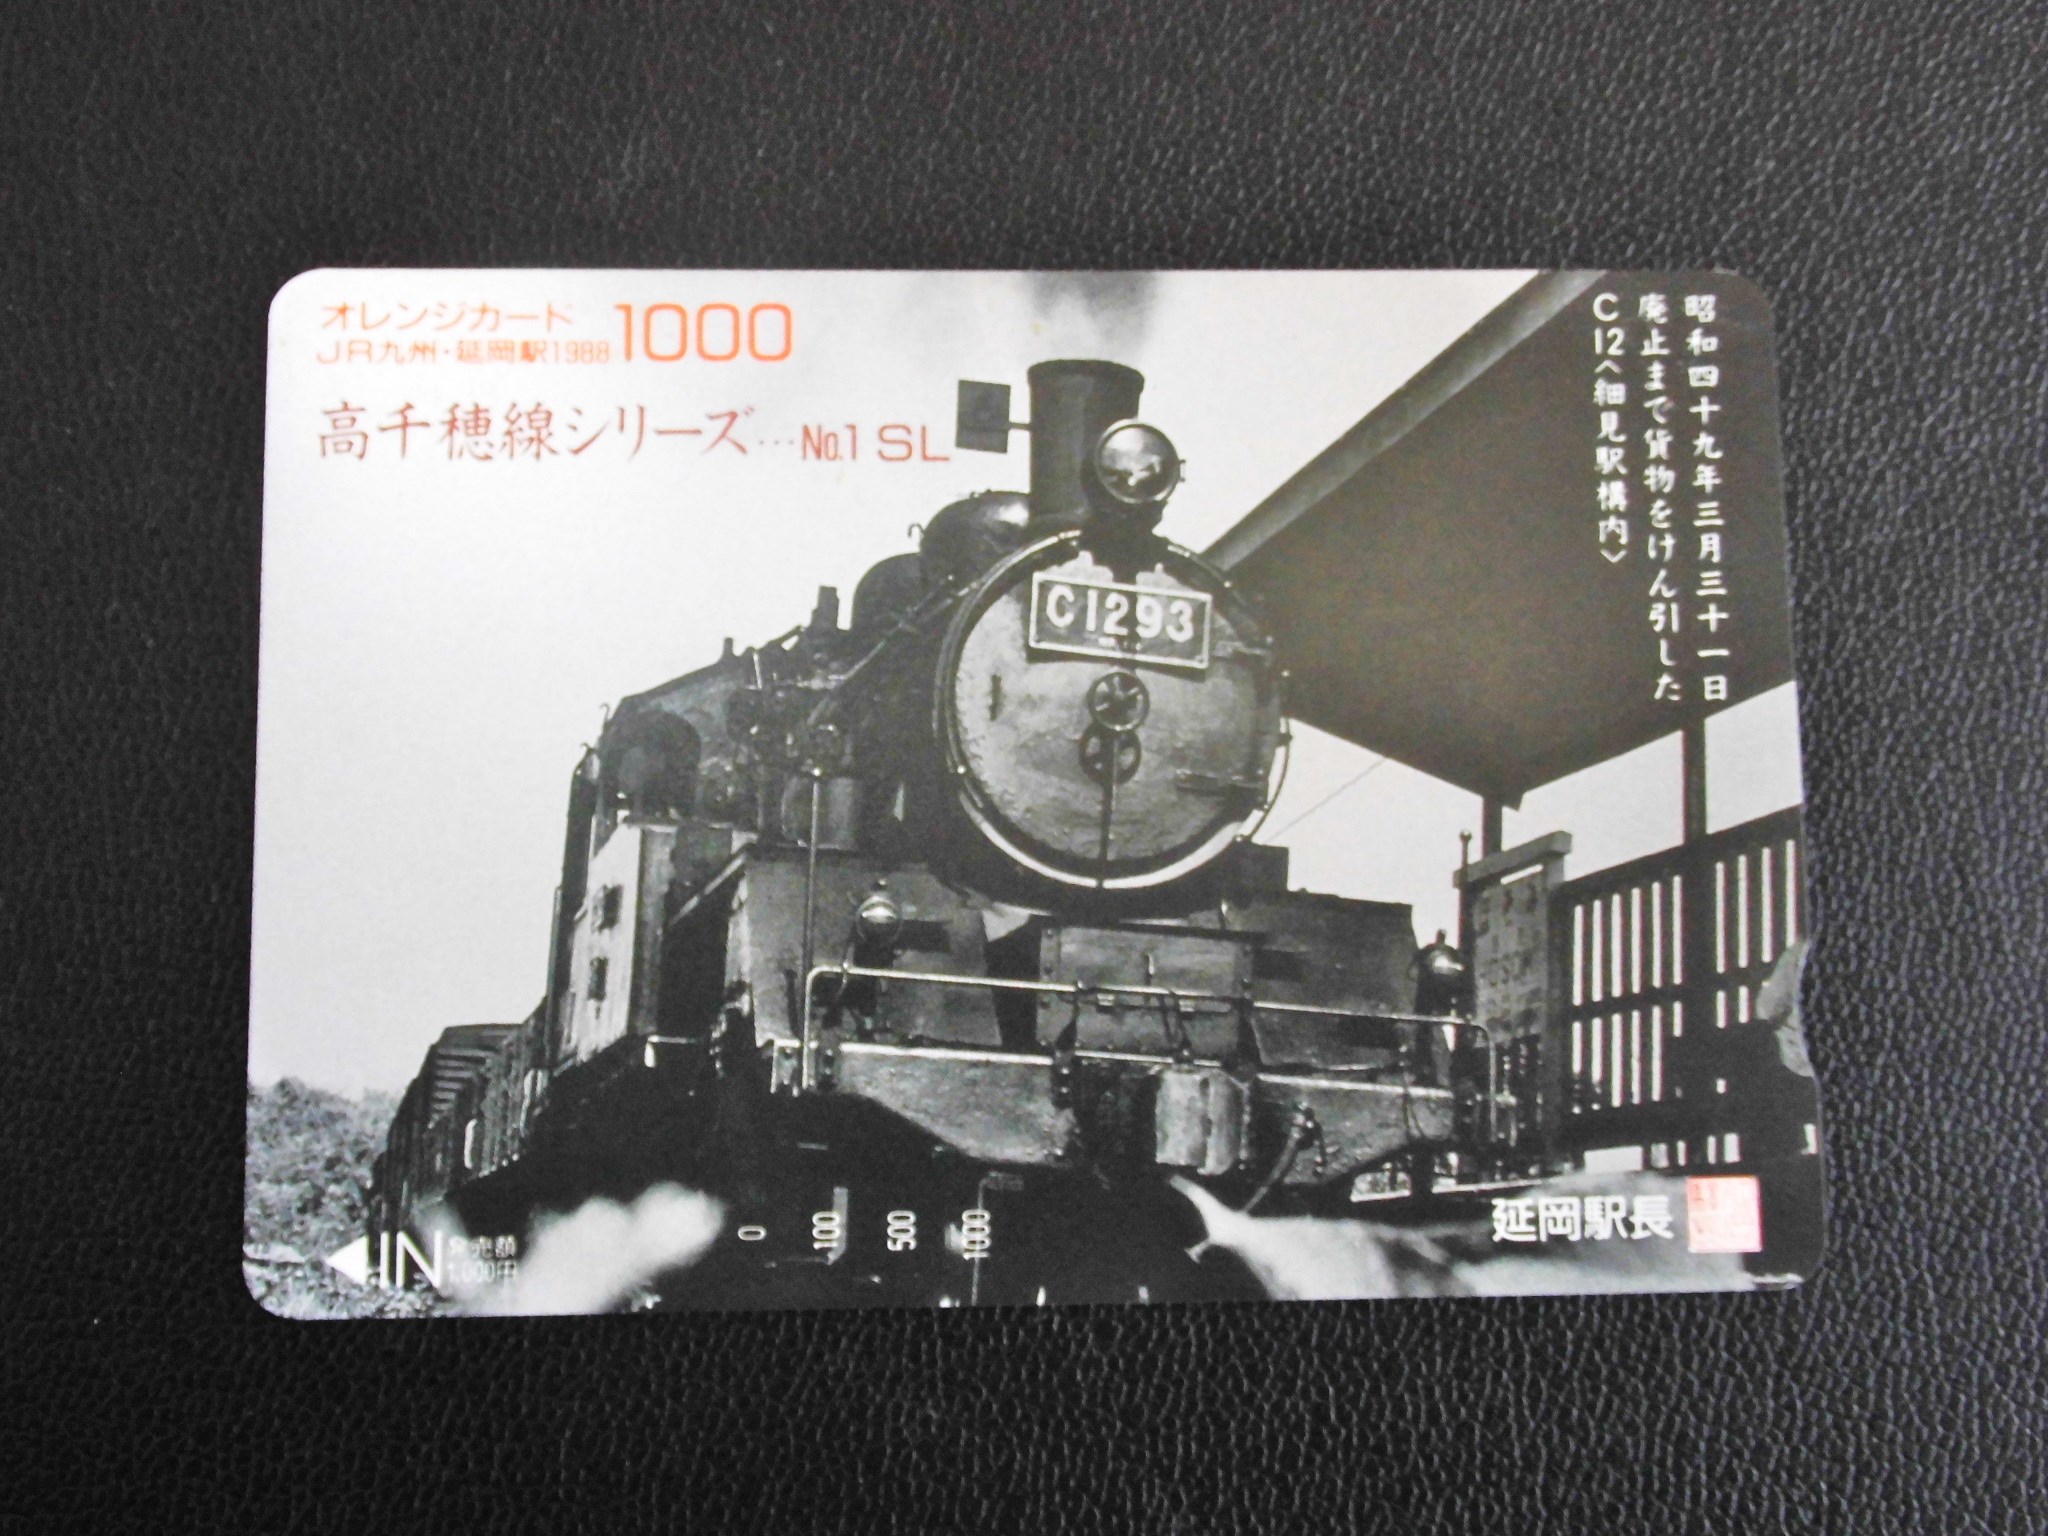 オレンジカード
JR九州・延岡駅1988
1000
高千穂線シリーズ…No.1 SL
昭和四十九年三月三十一日
廃止まで貨物をけん引した
C12〈細見駅構内〉
C1293
◀IN
発売額
1,000円
0
100
500
1000
延岡駅長